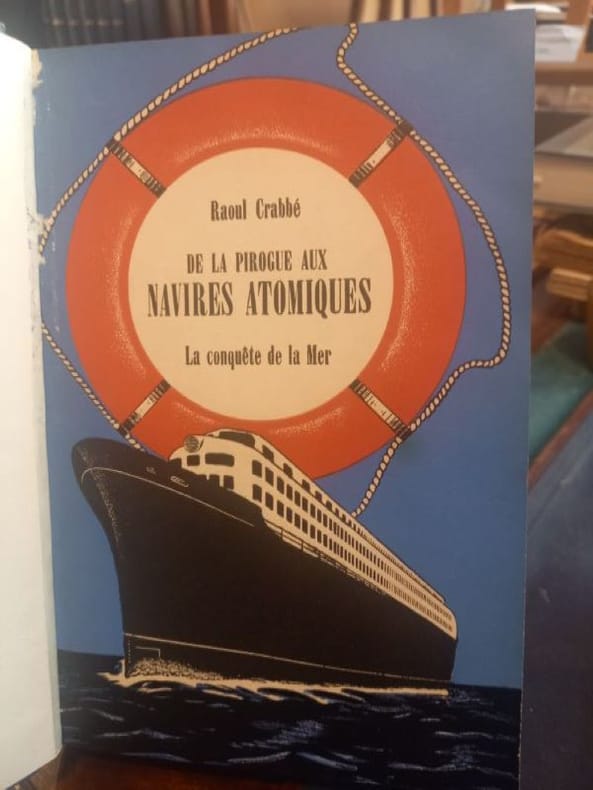 Raoul Crabbé
DE LA PIROGUE AUX
NAVIRES ATOMIQUES
La conquête de la Mer